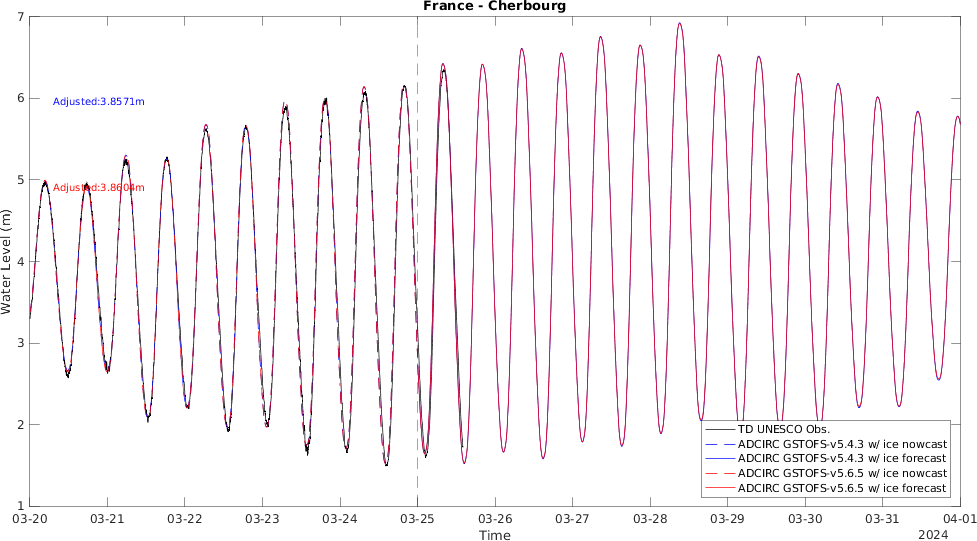 France - Cherbourg
7
6
5
4
3
2
1
Water Level (m)
Adjusted:3.8571m
Adjusted:3.8604m
TD UNESCO Obs.
ADCIRC GSTOFS-v5.4.3 w/ ice nowcast
ADCIRC GSTOFS-v5.4.3 w/ ice forecast
ADCIRC GSTOFS-v5.6.5 w/ ice nowcast
ADCIRC GSTOFS-v5.6.5 w/ ice forecast
03-20 03-21 03-22 03-23 03-24 03-25 03-26 03-27 03-28 03-29 03-30 03-31 04-01
Time
2024